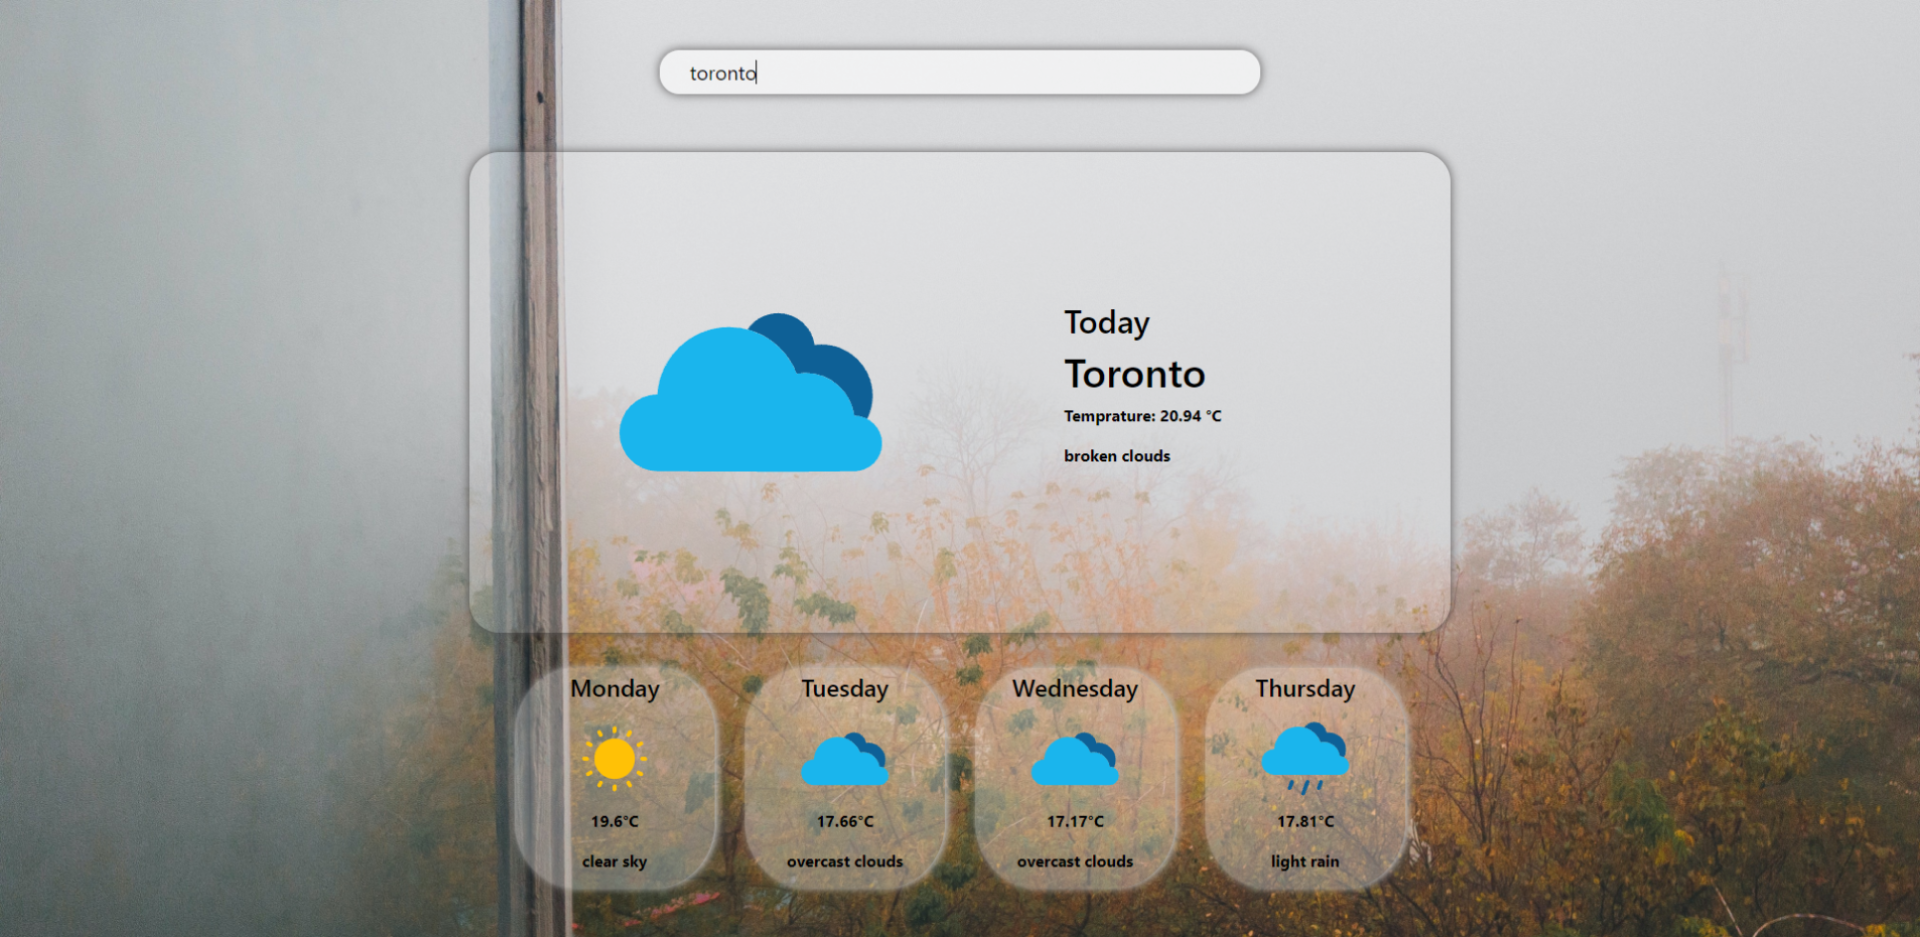 toronto
Today
Toronto
Temprature: 20.94 °C
broken clouds
Monday
19.6°C
clear sky
Tuesday
17.66°C
overcast clouds
Wednesday
17.17°C
overcast clouds
Thursday
17.81°C
light rain